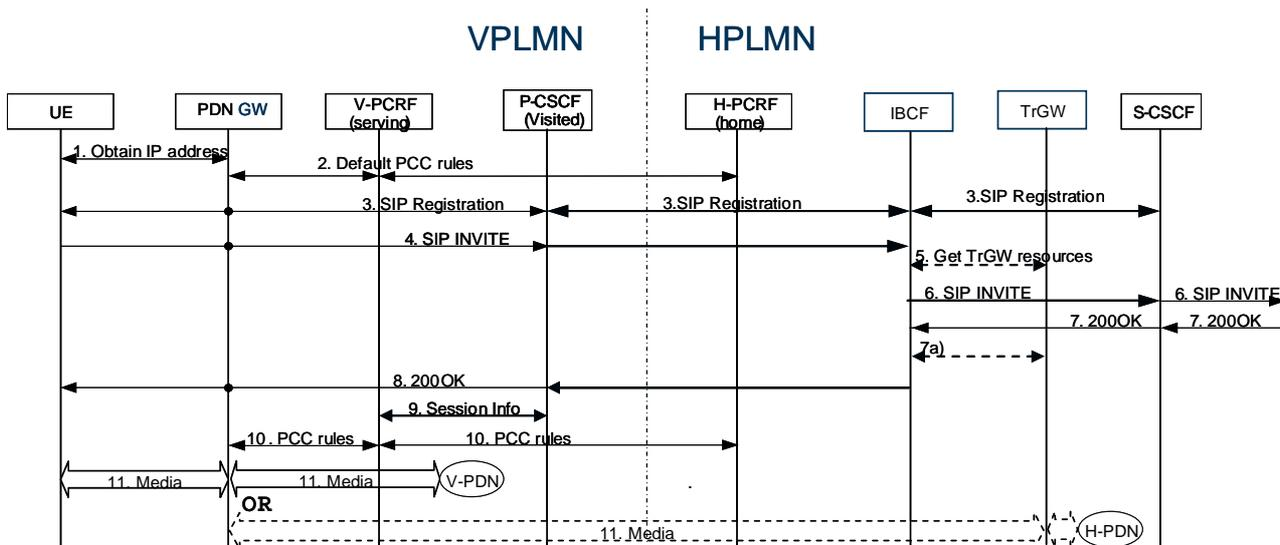 VPLMN HPLMN
UE PDN GW V-PCRF P-CSCF H-PCRF IBCF TrGW S-CSCF
(serving) (Visited) (home)
1. Obtain IP address
2. Default PCC rules
3. SIP Registration 3.SIP Registration 3.SIP Registration
4. SIP INVITE
5. Get TrGW resources
6. SIP INVITE 6. SIP INVITE
7. 200OK 7. 200OK
7a)
8. 200OK
9. Session Info
10. PCC rules 10. PCC rules
11. Media 11. Media V-PDN
OR
11. Media H-PDN